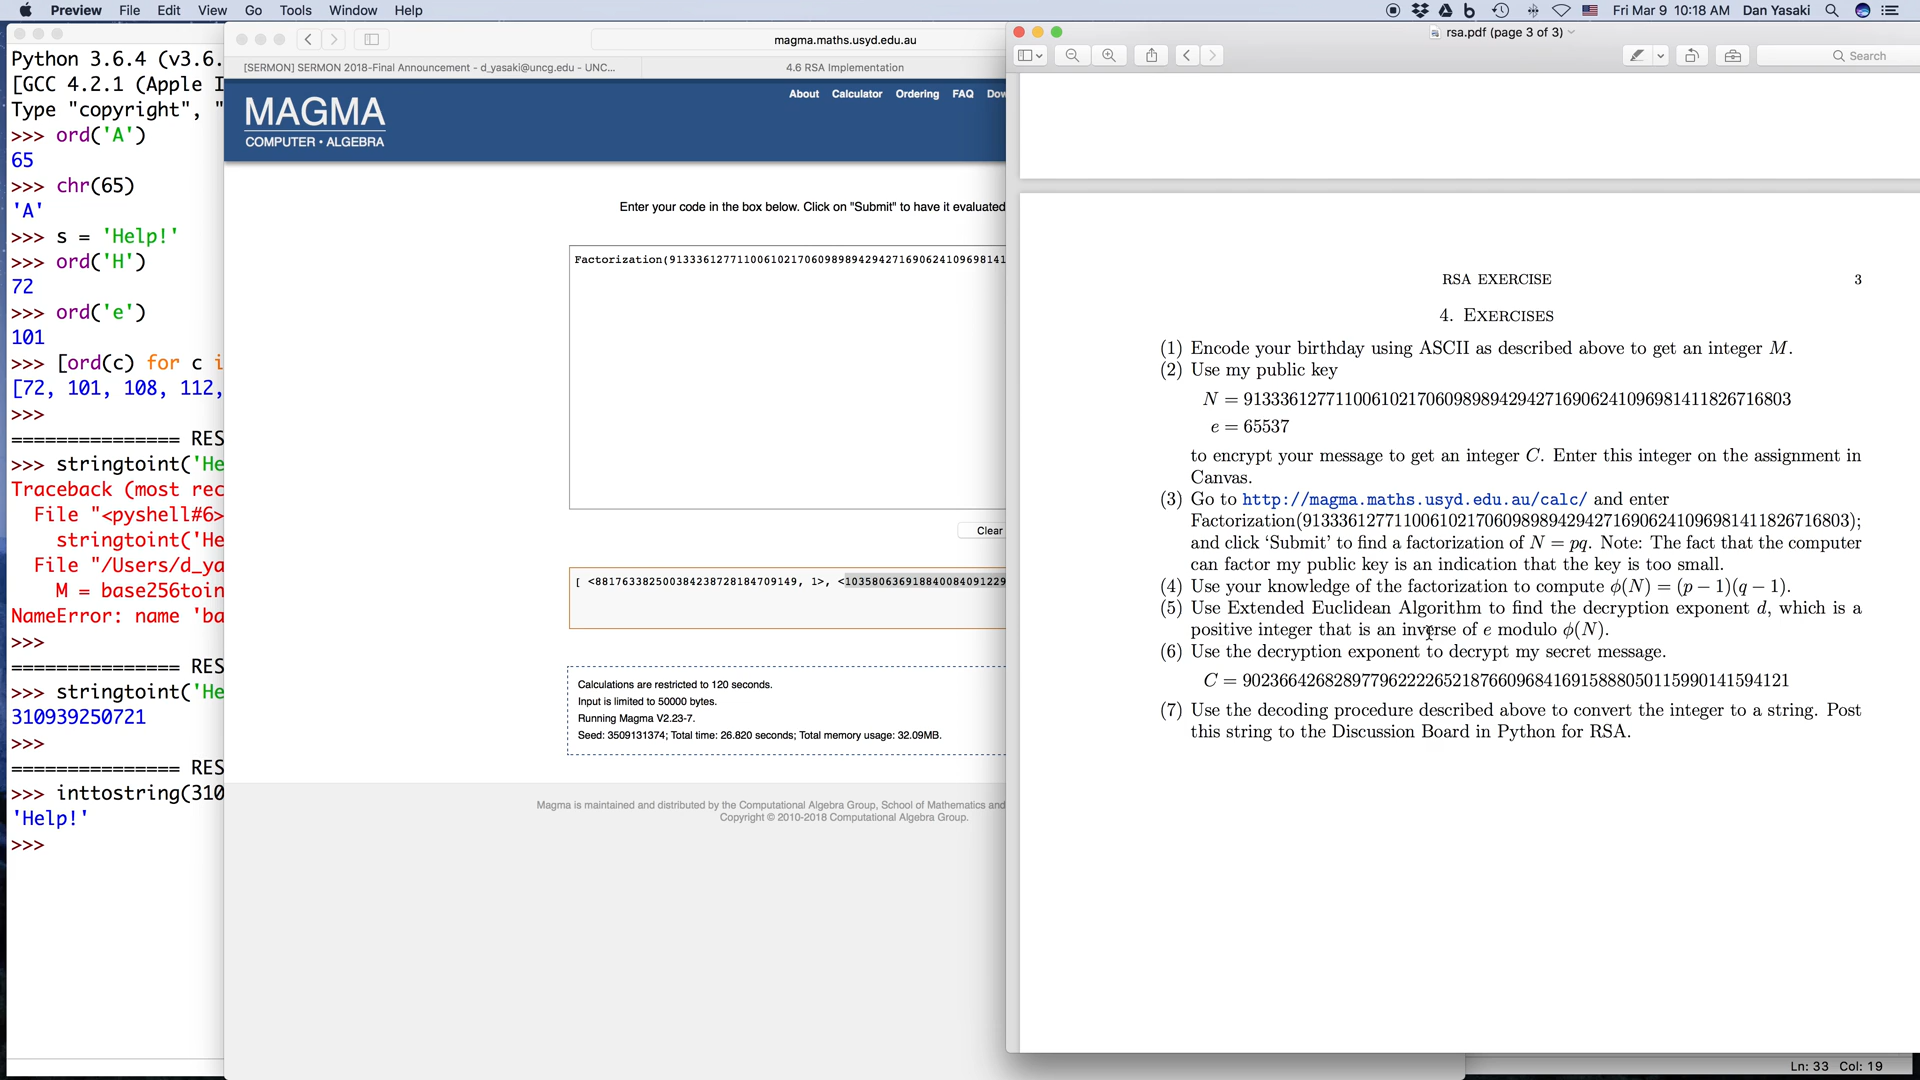 Preview File Edit View Go Tools Window Help
Fri Mar 9 10:18 AM Dan Yasaki
Python 3.6.4 (v3.6.
[GCC 4.2.1 (Apple I
Type "copyright", "
>>> ord('A')
65
>>> chr(65)
'A'
>>> s = 'Help!'
>>> ord('H')
72
>>> ord('e')
101
>>> [ord(c) for c i
[72, 101, 108, 112,
>>>
=============== RES
>>> stringtoint('He
Traceback (most rec
File "<pyshell#6>
stringtoint('He
File "/Users/d_ya
M = base256toin
NameError: name 'ba
>>>
=============== RES
>>> stringtoint('He
310939250721
>>>
=============== RES
>>> inttostring(310
'Help!'
>>>
magma.maths.usyd.edu.au
[SERMON] SERMON 2018-Final Announcement - d_yasaki@uncg.edu - UNC...
4.6 RSA Implementation
MAGMA
COMPUTER • ALGEBRA
About Calculator Ordering FAQ Dow
Enter your code in the box below. Click on "Submit" to have it evaluated
Factorization(9133361277110061021706098989429427169062410969814 1
Clear
[ <88176338250038423872818470 9149, 1>, <103580636918840084091229
Calculations are restricted to 120 seconds.
Input is limited to 50000 bytes.
Running Magma V2.23-7.
Seed: 3509131374; Total time: 26.820 seconds; Total memory usage: 32.09MB.
Magma is maintained and distributed by the Computational Algebra Group, School of Mathematics and
Copyright © 2010-2018 Computational Algebra Group.
rsa.pdf (page 3 of 3)
Search
RSA EXERCISE 3
4. Exercises
(1) Encode your birthday using ASCII as described above to get an integer M.
(2) Use my public key
N = 913336127711006102170609898942942716906241096981411826716803
e = 65537
to encrypt your message to get an integer C. Enter this integer on the assignment in
Canvas.
(3) Go to http://magma.maths.usyd.edu.au/calc/ and enter
Factorization(913336127711006102170609898942942716906241096981411826716803);
and click ‘Submit’ to find a factorization of N = pq. Note: The fact that the computer
can factor my public key is an indication that the key is too small.
(4) Use your knowledge of the factorization to compute ϕ(N) = (p − 1)(q − 1).
(5) Use Extended Euclidean Algorithm to find the decryption exponent d, which is a
positive integer that is an inverse of e modulo ϕ(N).
(6) Use the decryption exponent to decrypt my secret message.
C = 902366426828977962222652187660968416915888050115990141594121
(7) Use the decoding procedure described above to convert the integer to a string. Post
this string to the Discussion Board in Python for RSA.
Ln: 33 Col: 19